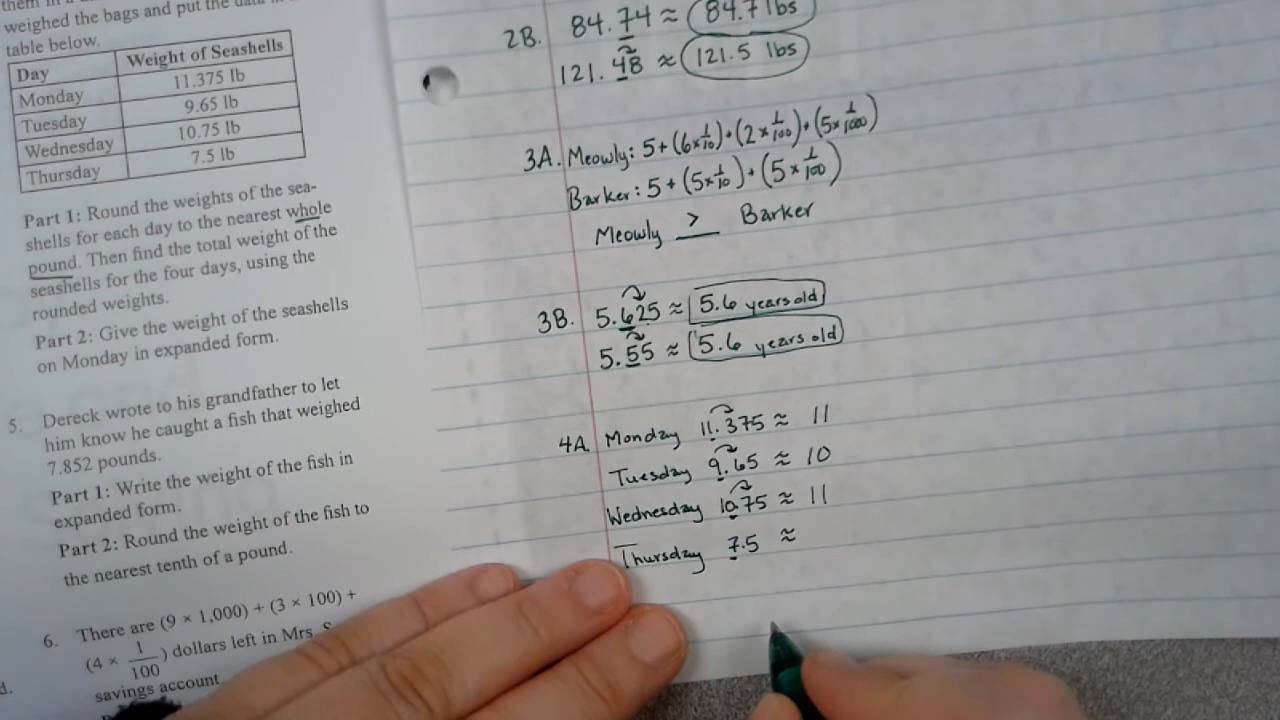 weighed the bags and put the data in
table below.
Day Weight of Seashells
Monday 11.375 lb
Tuesday 9.65 lb
Wednesday 10.75 lb
Thursday 7.5 lb
Part 1: Round the weights of the sea-
shells for each day to the nearest whole
pound. Then find the total weight of the
seashells for the four days, using the
rounded weights.
Part 2: Give the weight of the seashells
on Monday in expanded form.
5. Dereck wrote to his grandfather to let
him know he caught a fish that weighed
7.852 pounds.
Part 1: Write the weight of the fish in
expanded form.
Part 2: Round the weight of the fish to
the nearest tenth of a pound.
6. There are (9 × 1,000) + (3 × 100) +
(4 × 1/100) dollars left in Mrs.
savings account.
2B. 84.74 ≈ 84.7 lbs
121.48 ≈ 121.5 lbs
3A. Meowly: 5 + (6 × 1/10) + (2 × 1/100) + (5 × 1/1000)
Barker: 5 + (5 × 1/10) + (5 × 1/100)
Meowly > Barker
3B. 5.625 ≈ 5.6 years old
5.55 ≈ 5.6 years old
4A. Monday 11.375 ≈ 11
Tuesday 9.65 ≈ 10
Wednesday 10.75 ≈ 11
Thursday 7.5 ≈